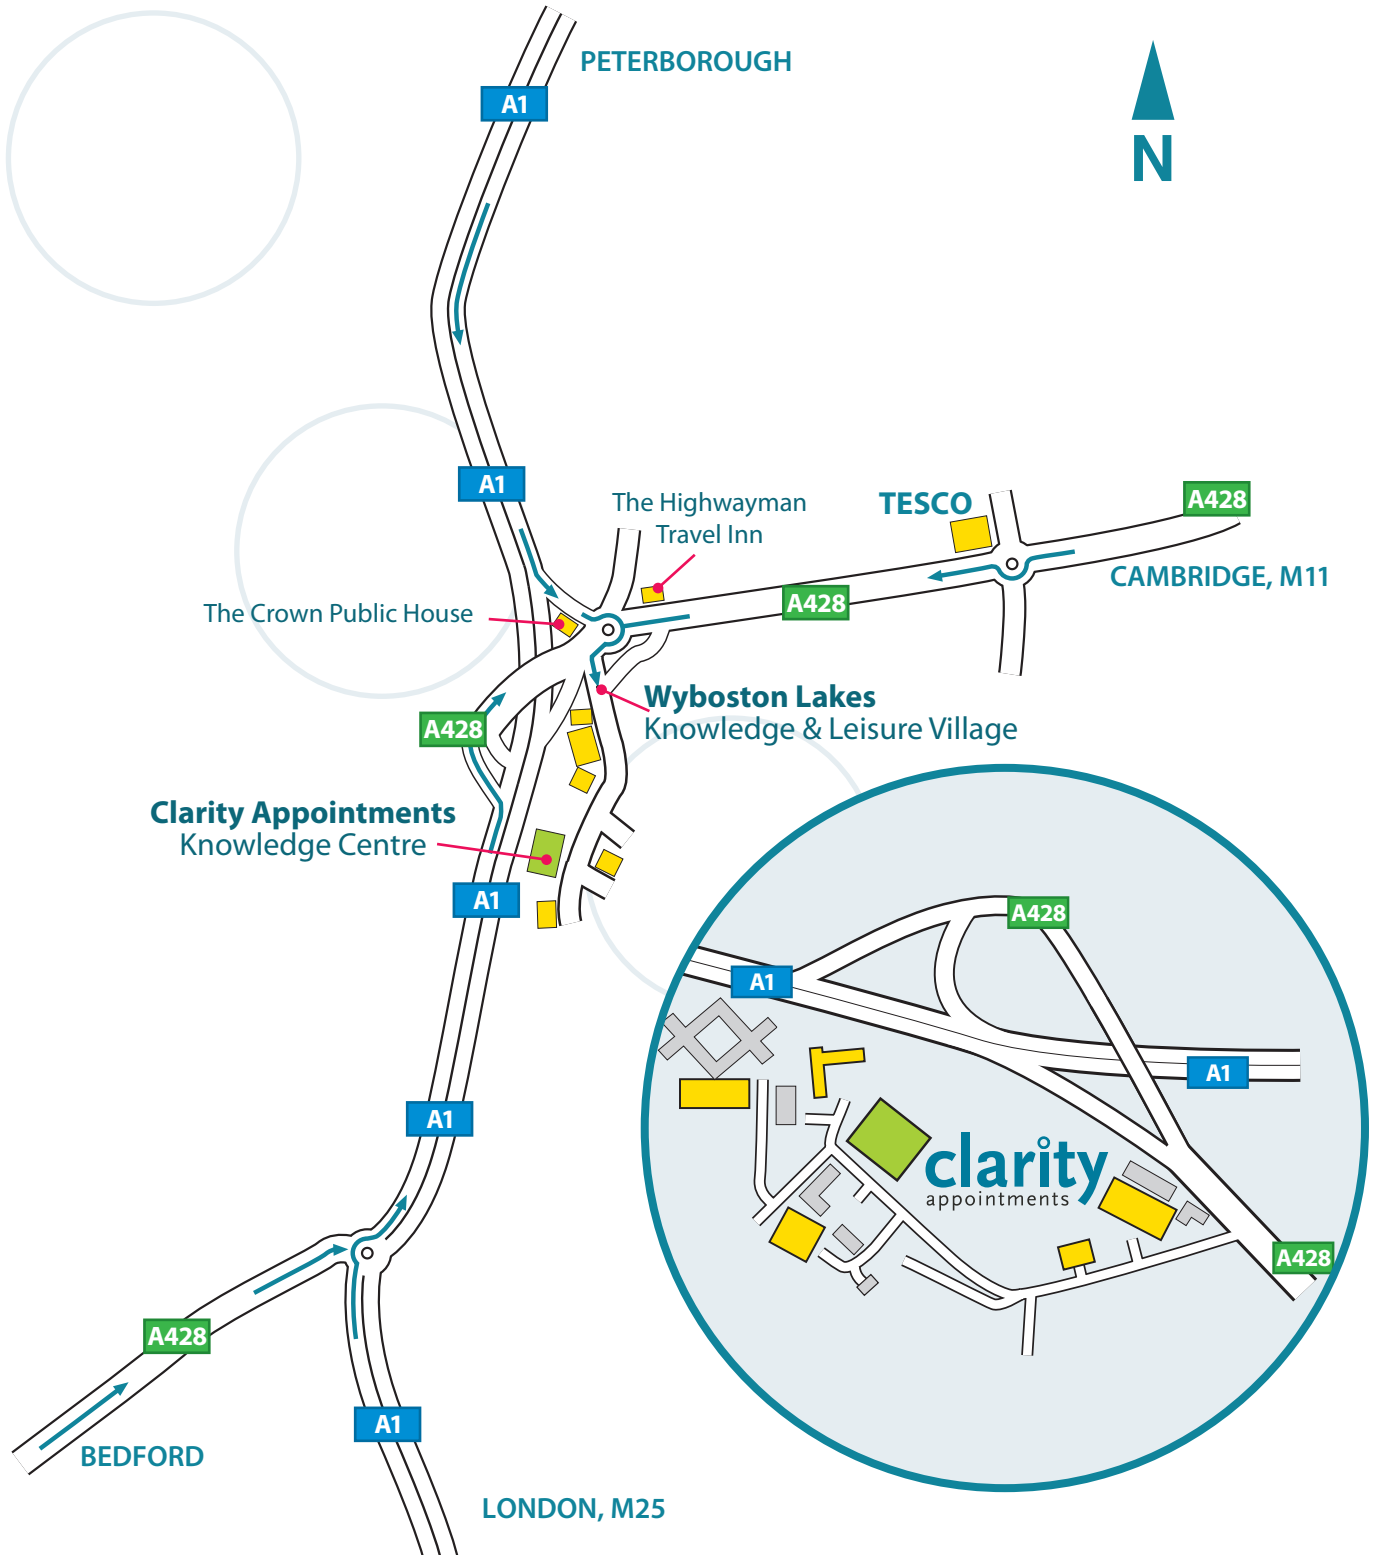 PETERBOROUGH
A1
N
A1
The Highwayman
Travel Inn
TESCO
A428
CAMBRIDGE, M11
A428
The Crown Public House
Wyboston Lakes
Knowledge & Leisure Village
A428
Clarity Appointments
Knowledge Centre
A1
A428
A1
A1
A1
clarity
appointments
A428
A428
BEDFORD
A1
LONDON, M25